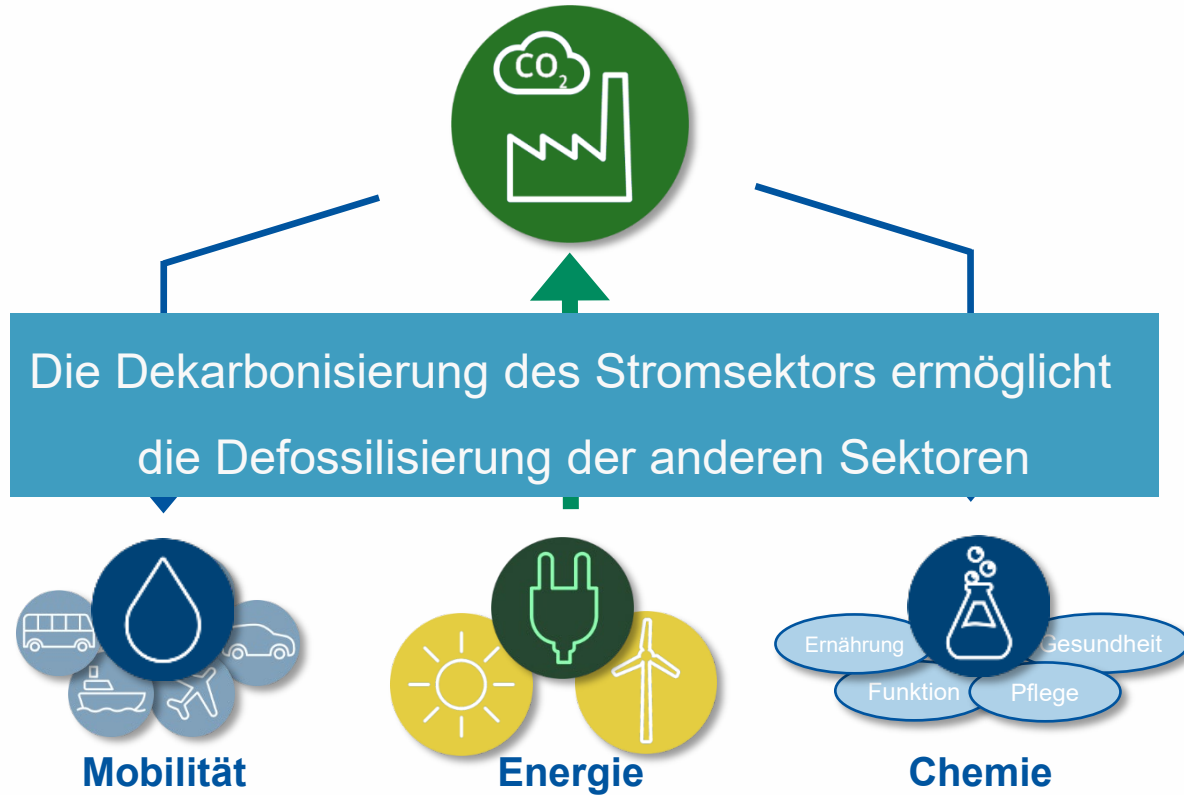 CO₂
Die Dekarbonisierung des Stromsektors ermöglicht
die Defossilisierung der anderen Sektoren
Ernährung
Gesundheit
Funktion
Pflege
Mobilität
Energie
Chemie